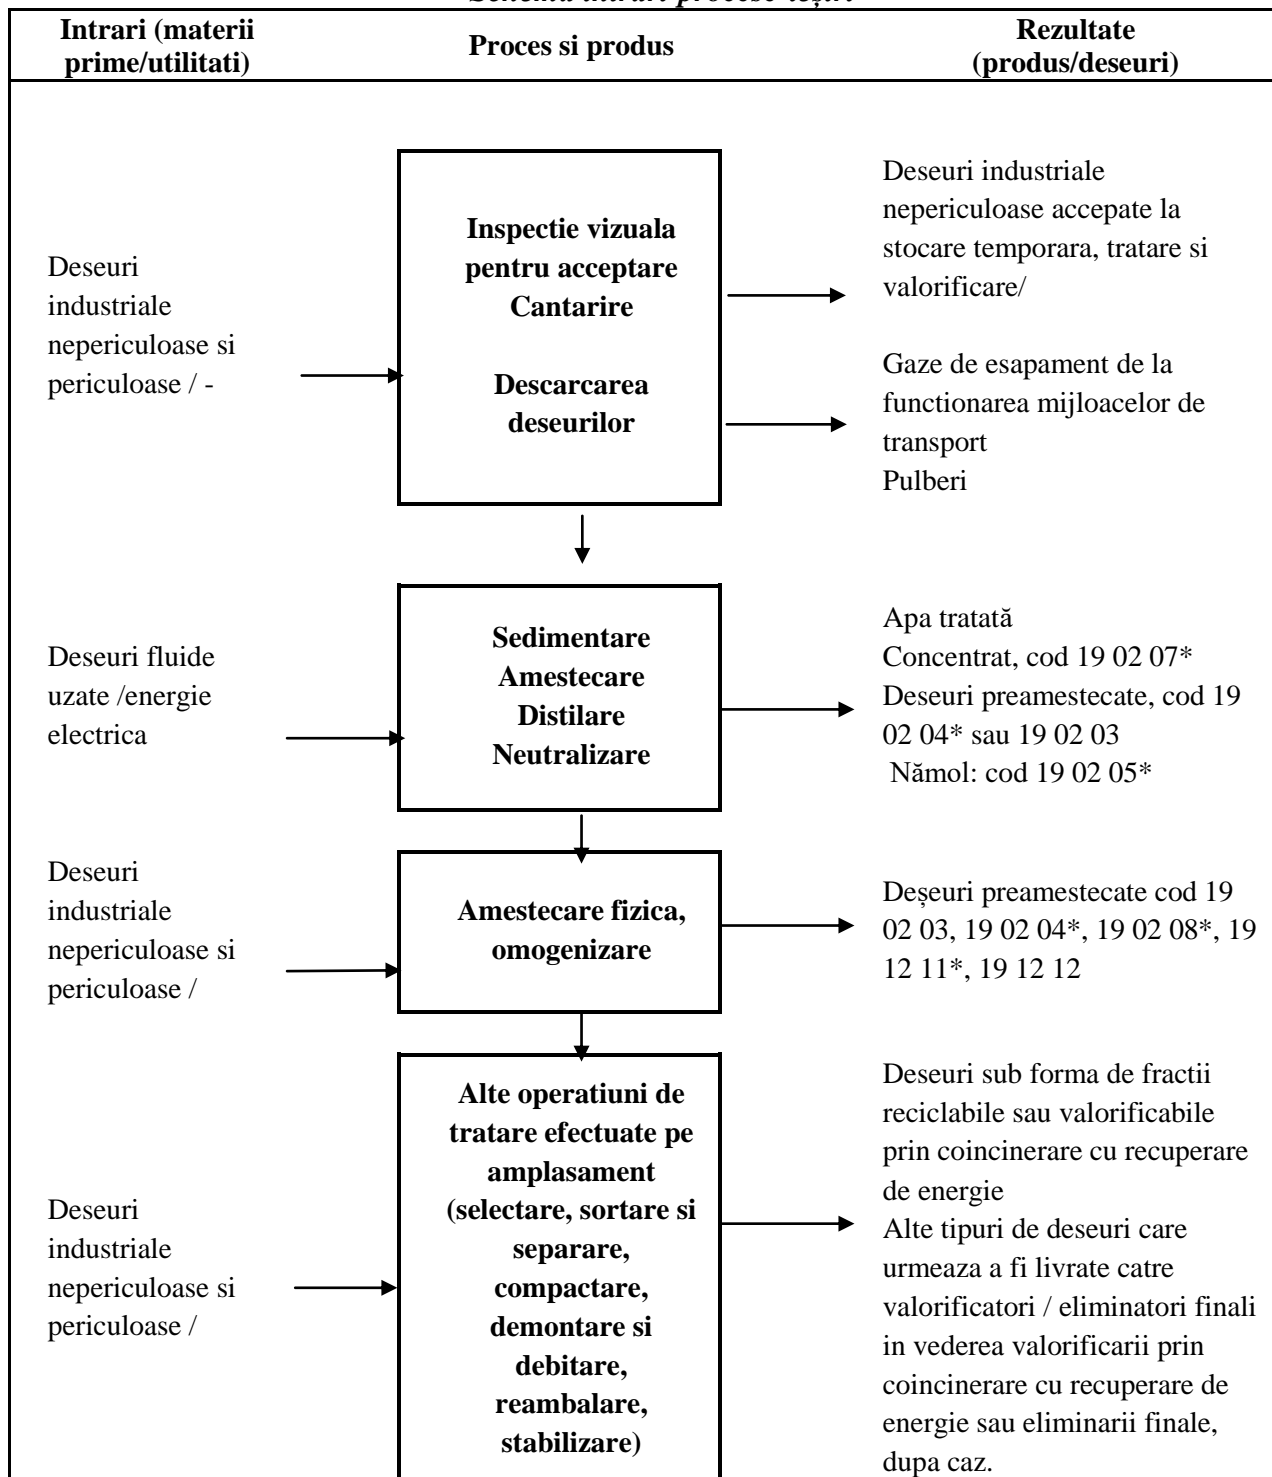 Schema intrari-procese-ieșiri
Intrari (materii
prime/utilitati)
Proces si produs
Rezultate
(produs/deseuri)
Deseuri
industriale
nepericuloase si
periculoase / -
Inspectie vizuala
pentru acceptare
Cantarire
Descarcarea
deseurilor
Deseuri industriale
nepericuloase accepate la
stocare temporara, tratare si
valorificare/
Gaze de esapament de la
functionarea mijloacelor de
transport
Pulberi
Deseuri fluide
uzate /energie
electrica
Sedimentare
Amestecare
Distilare
Neutralizare
Apa tratată
Concentrat, cod 19 02 07*
Deseuri preamestecate, cod 19
02 04* sau 19 02 03
Nămol: cod 19 02 05*
Deseuri
industriale
nepericuloase si
periculoase /
Amestecare fizica,
omogenizare
Deșeuri preamestecate cod 19
02 03, 19 02 04*, 19 02 08*, 19
12 11*, 19 12 12
Deseuri
industriale
nepericuloase si
periculoase /
Alte operatiuni de
tratare efectuate pe
amplasament
(selectare, sortare si
separare,
compactare,
demontare si
debitare,
reambalare,
stabilizare)
Deseuri sub forma de fractii
reciclabile sau valorificabile
prin coincinerare cu recuperare
de energie
Alte tipuri de deseuri care
urmeaza a fi livrate catre
valorificatori / eliminatori finali
in vederea valorificarii prin
coincinerare cu recuperare de
energie sau eliminarii finale,
dupa caz.